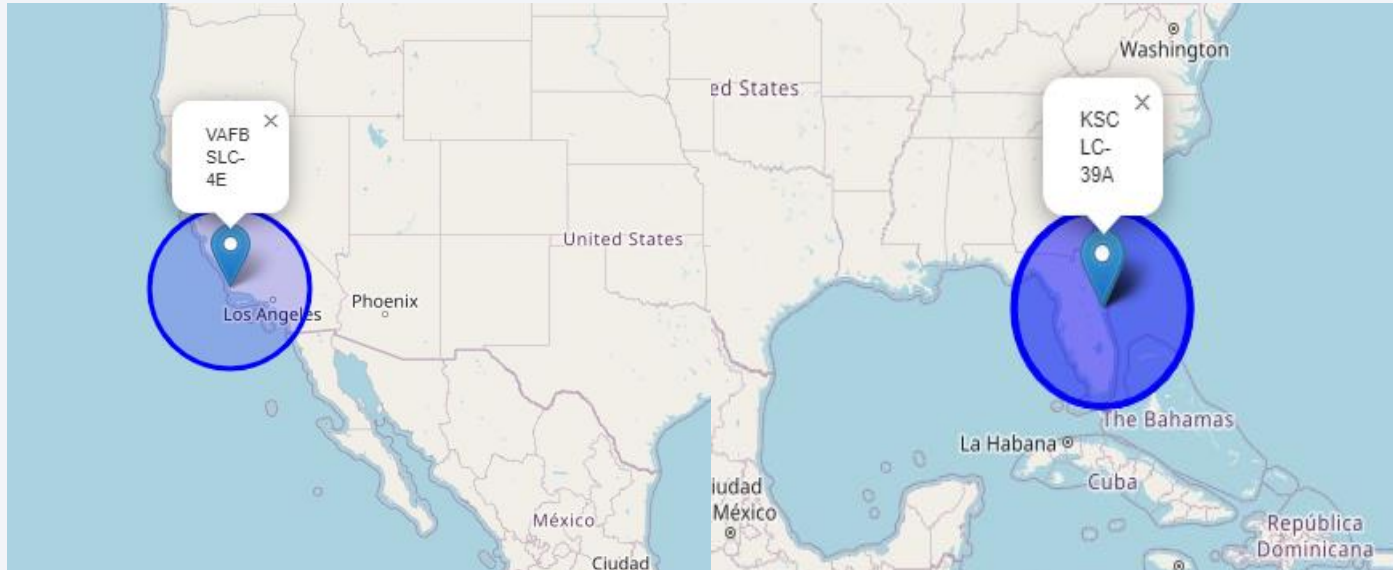 VAFB
SLC-
4E
×
United States
Phoenix
Los Angeles
México
Ciudad
Washington
ed States
KSC
LC-
39A
×
The Bahamas
La Habana
Cuba
iudad
México
República
Dominicana